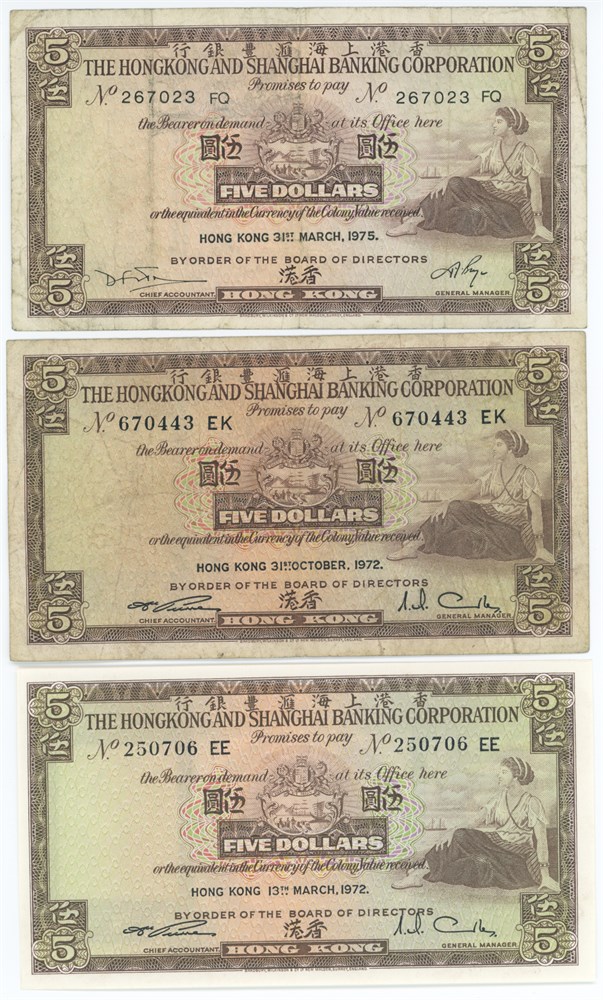 5 行銀豐滙海上港香 5
THE HONGKONG AND SHANGHAI BANKING CORPORATION
Promises to pay
伍 Nº 267023 FQ Nº 267023 FQ
the Bearer on demand at its Office here
圓伍 圓伍
FIVE DOLLARS
or the equivalent in the Currency of the Colony Value received.
HONG KONG 31ST MARCH, 1975.
BY ORDER OF THE BOARD OF DIRECTORS
伍 港香 伍
CHIEF ACCOUNTANT. GENERAL MANAGER.
5 HONG KONG 5
5 行銀豐滙海上港香 5
THE HONGKONG AND SHANGHAI BANKING CORPORATION
Promises to pay
伍 Nº 670443 EK Nº 670443 EK
the Bearer on demand at its Office here
圓伍 圓伍
FIVE DOLLARS
or the equivalent in the Currency of the Colony Value received.
HONG KONG 31ST OCTOBER, 1972.
BY ORDER OF THE BOARD OF DIRECTORS
伍 港香 伍
CHIEF ACCOUNTANT. GENERAL MANAGER.
5 HONG KONG 5
5 行銀豐滙海上港香 5
THE HONGKONG AND SHANGHAI BANKING CORPORATION
Promises to pay
伍 Nº 250706 EE Nº 250706 EE
the Bearer on demand at its Office here
圓伍 圓伍
FIVE DOLLARS
or the equivalent in the Currency of the Colony Value received.
HONG KONG 13TH MARCH, 1972.
BY ORDER OF THE BOARD OF DIRECTORS
伍 港香 伍
CHIEF ACCOUNTANT. GENERAL MANAGER.
5 HONG KONG 5